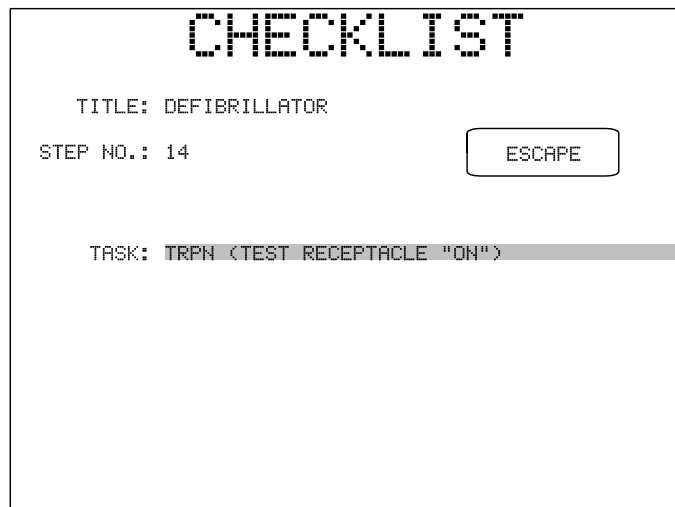 CHECKLIST
TITLE: DEFIBRILLATOR
STEP NO.: 14
ESCAPE
TASK: TRPN (TEST RECEPTACLE "ON")